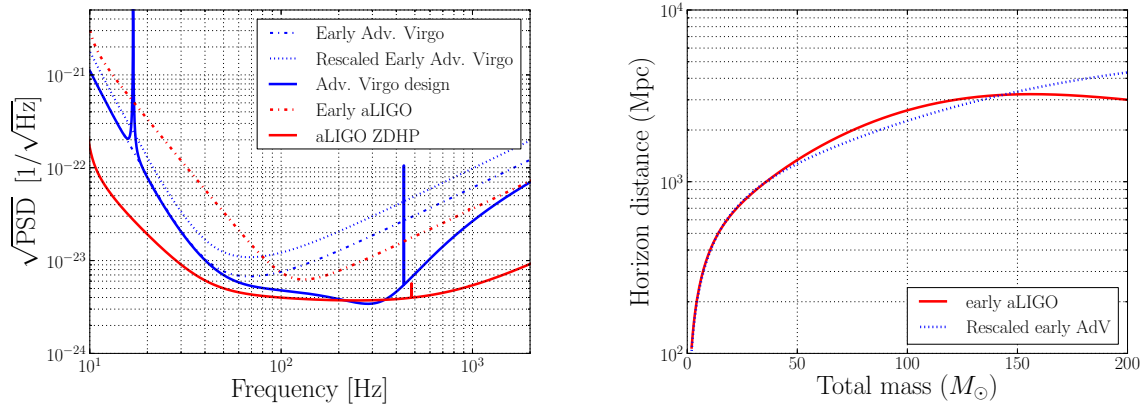 √PSD [1/√Hz]
10⁻²¹
10⁻²²
10⁻²³
10⁻²⁴
10¹
10²
10³
Frequency [Hz]
Early Adv. Virgo
Rescaled Early Adv. Virgo
Adv. Virgo design
Early aLIGO
aLIGO ZDHP
Horizon distance (Mpc)
10⁴
10³
10²
0
50
100
150
200
Total mass (M⊙)
early aLIGO
Rescaled early AdV